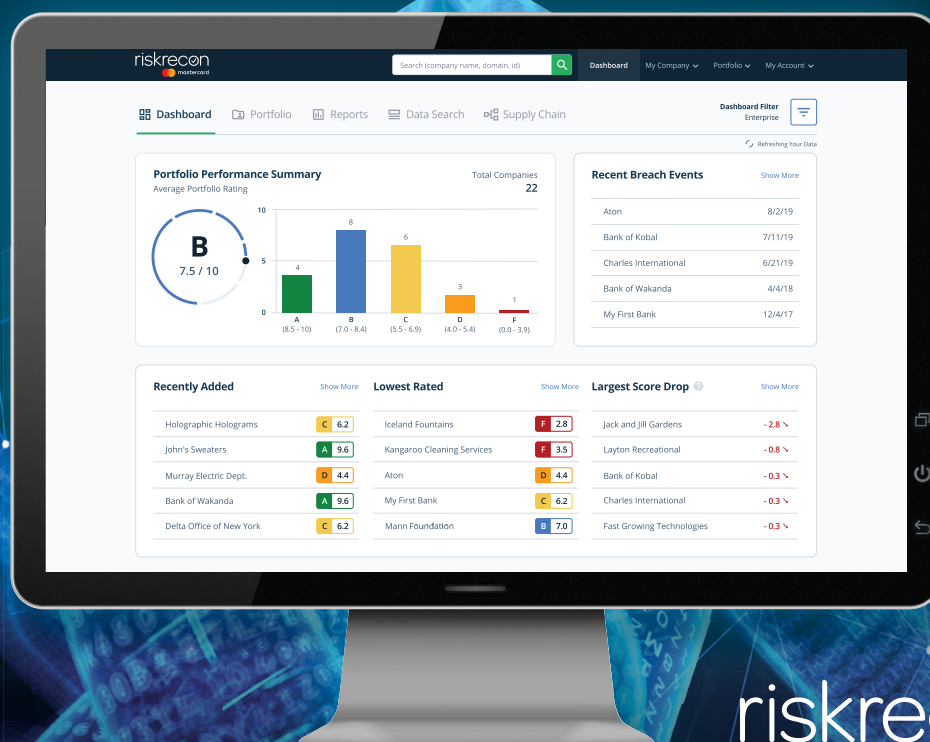 riskrecon
mastercard
Search (company name, domain, id)
Dashboard
My Company
Portfolio
My Account
Dashboard
Portfolio
Reports
Data Search
Supply Chain
Dashboard Filter
Enterprise
Refreshing Your Data
Portfolio Performance Summary
Average Portfolio Rating
Total Companies
22
B
7.5 / 10
10
5
0
4
8
6
3
1
A
(8.5 - 10)
B
(7.0 - 8.4)
C
(5.5 - 6.9)
D
(4.0 - 5.4)
F
(0.0 - 3.9)
Recent Breach Events
Show More
Aton 8/2/19
Bank of Kobal 7/11/19
Charles International 6/21/19
Bank of Wakanda 4/4/18
My First Bank 12/4/17
Recently Added
Show More
Holographic Holograms C 6.2
John's Sweaters A 9.6
Murray Electric Dept. D 4.4
Bank of Wakanda A 9.6
Delta Office of New York C 6.2
Lowest Rated
Show More
Iceland Fountains F 2.8
Kangaroo Cleaning Services F 3.5
Aton D 4.4
My First Bank C 6.2
Mann Foundation B 7.0
Largest Score Drop ?
Show More
Jack and Jill Gardens - 2.8
Layton Recreational - 0.8
Bank of Kobal - 0.3
Charles International - 0.3
Fast Growing Technologies - 0.3
riskre